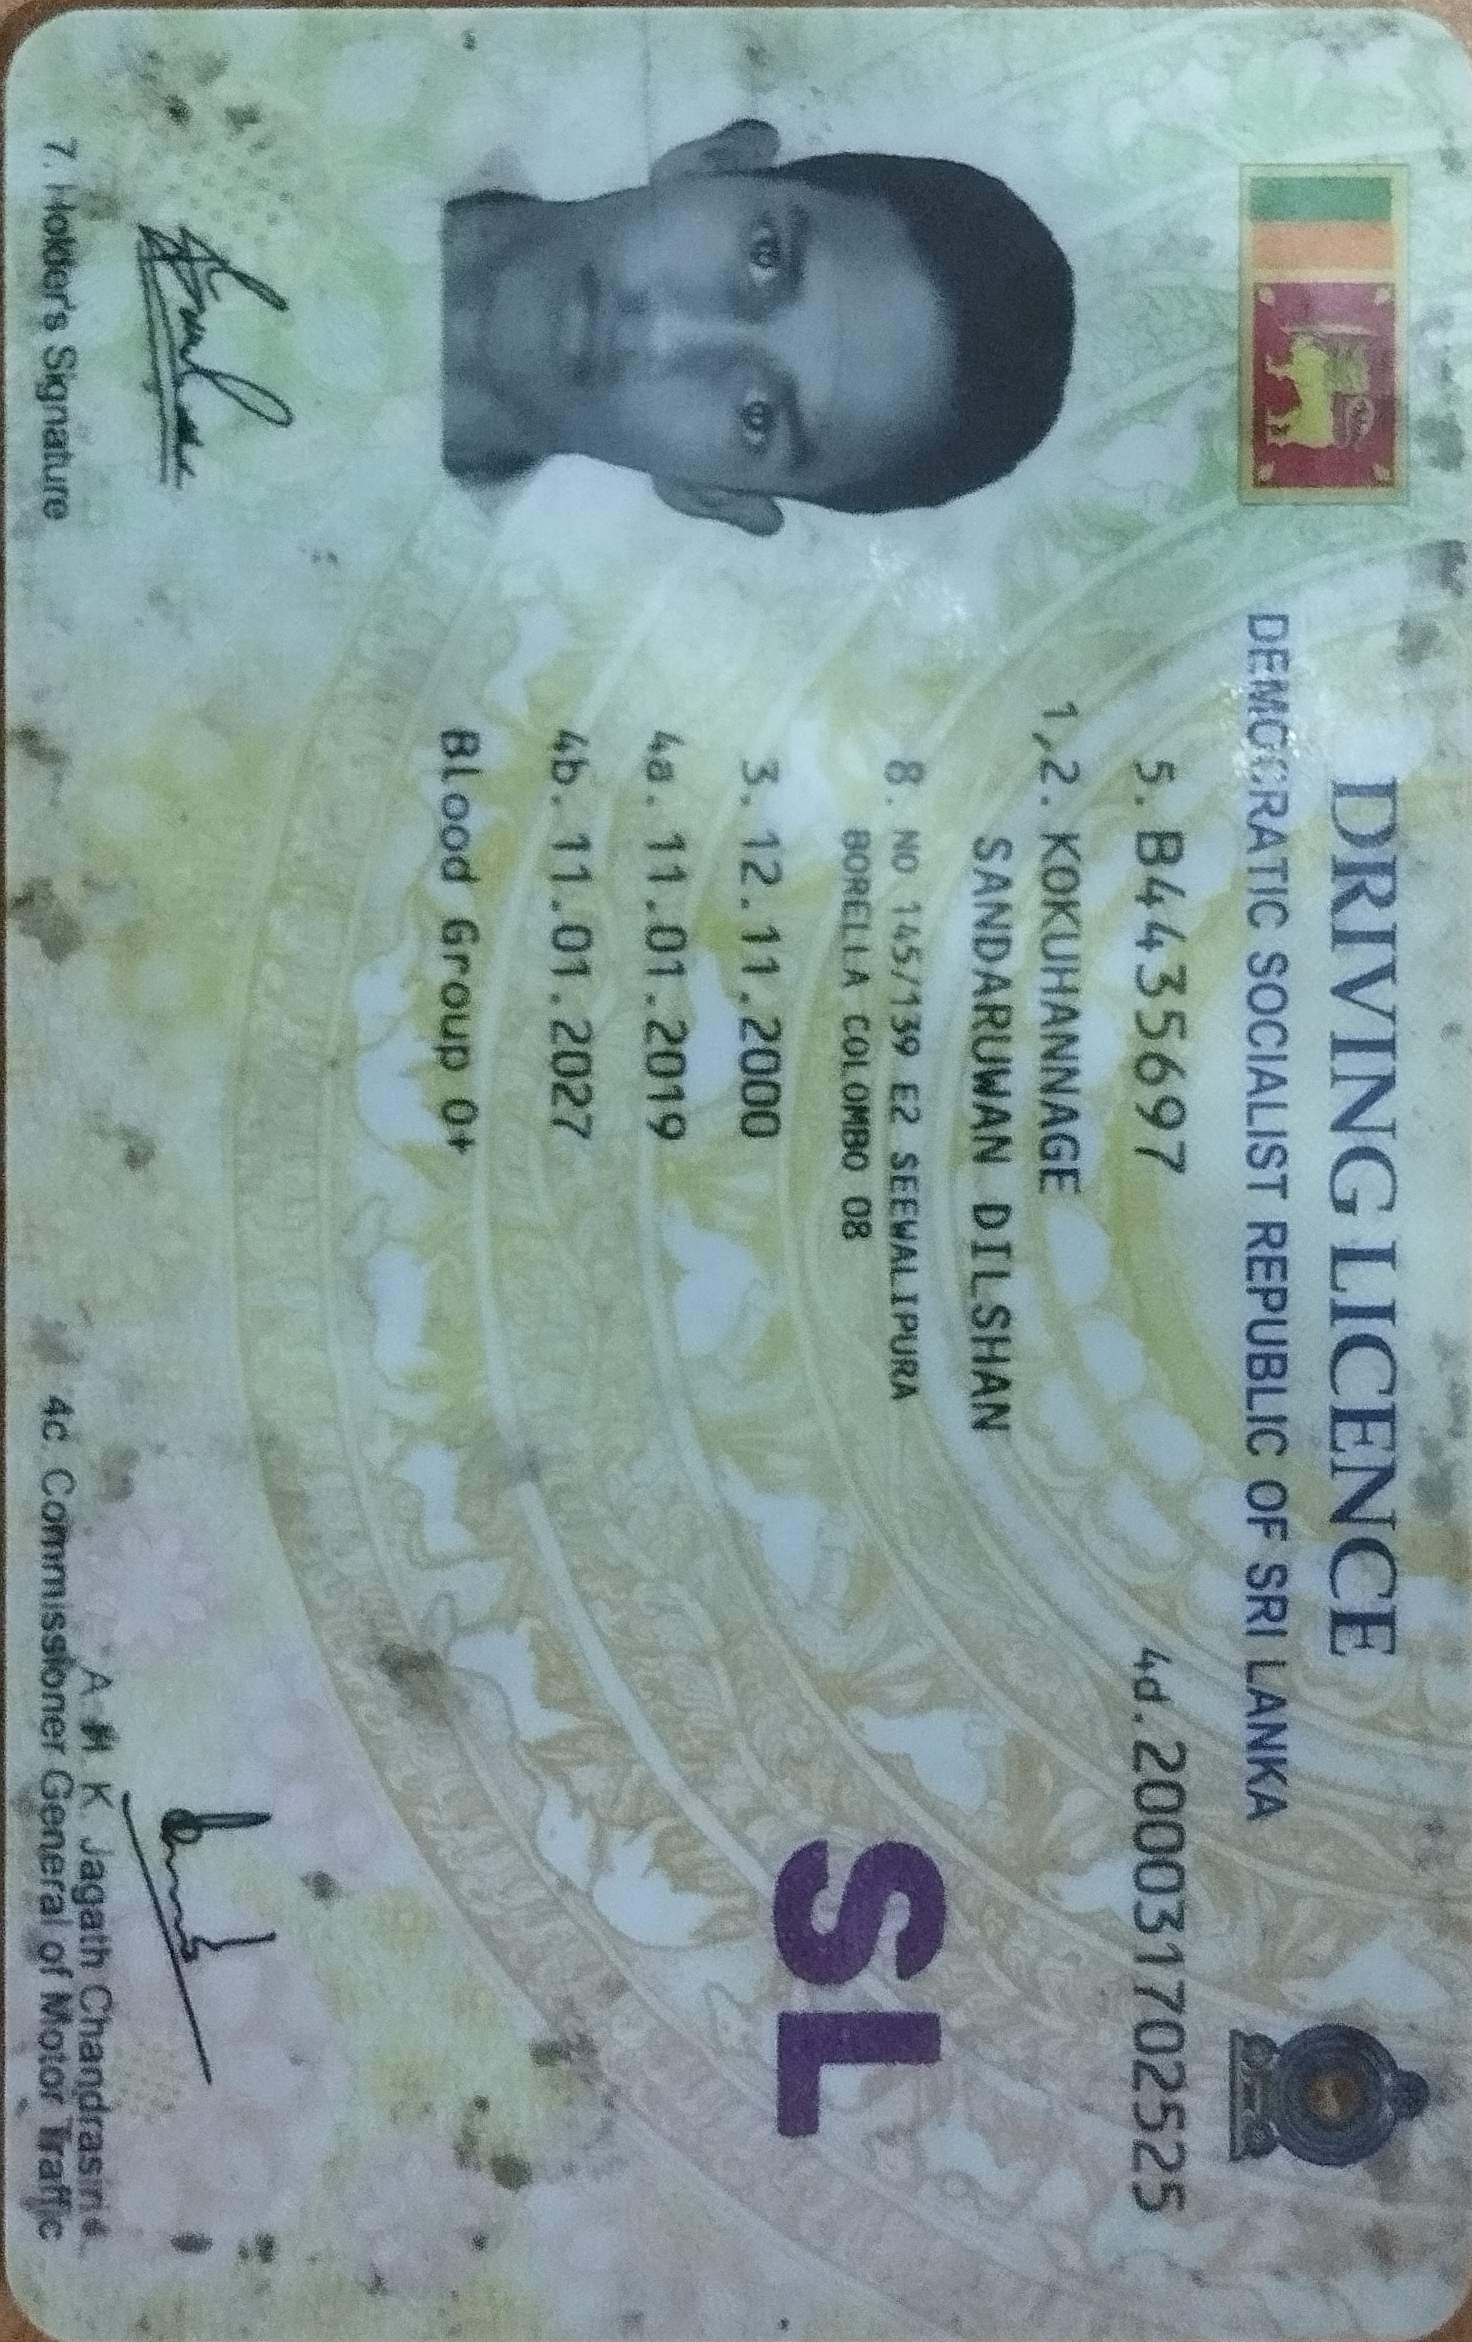 DRIVING LICENCE
DEMOCRATIC SOCIALIST REPUBLIC OF SRI LANKA
5. B4435697 4d. 200031702525
1,2. KOKUHANNAGE
SANDARUWAN DILSHAN
8. NO 145/139 E2 SEEWALIPURA
BORELLA COLOMBO 08
SL
3. 12.11.2000
4a. 11.01.2019
4b. 11.01.2027
Blood Group O+
A H K Jagath Chandrasiri
7. Holder's Signature 4c. Commissioner General of Motor Traffic